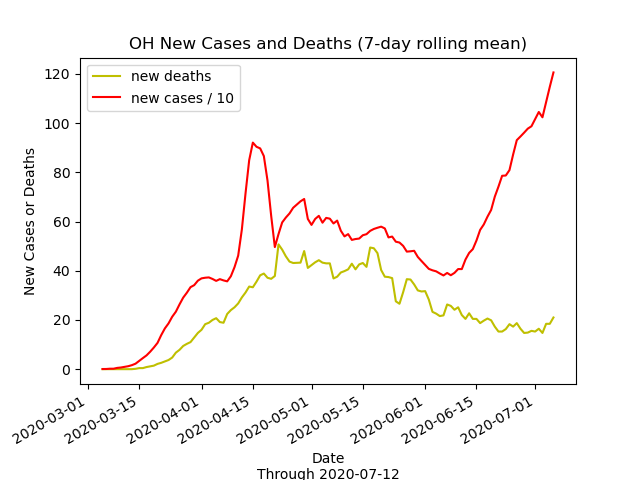 OH New Cases and Deaths (7-day rolling mean)
new deaths
new cases / 10
120
100
80
60
40
20
0
New Cases or Deaths
2020-03-01
2020-03-15
2020-04-01
2020-04-15
2020-05-01
2020-05-15
2020-06-01
2020-06-15
2020-07-01
Date
Through 2020-07-12